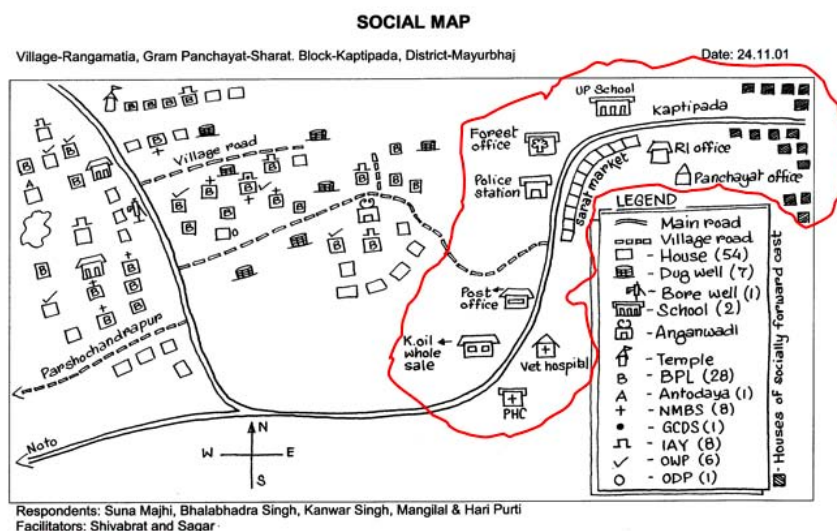 SOCIAL MAP
Village-Rangamatia, Gram Panchayat-Sharat. Block-Kaptipada, District-Mayurbhaj
Date: 24.11.01
UP School
Kaptipada
Forest
office
RI office
Village road
Police
station
Sarat market
Panchayat office
LEGEND
Main road
Village road
House (54)
Dug well (7)
Bore well (1)
School (2)
Anganwadi
Temple
B - BPL (28)
A - Antodaya (1)
+ - NMBS (8)
GCDS (1)
IAY (8)
✓ - OWP (6)
O - ODP (1)
- Houses of socially forward cast
Post
office
K.oil
whole
sale
Vet hospital
PHC
Parshochandrapur
Noto
N
W
E
S
Respondents: Suna Majhi, Bhalabhadra Singh, Kanwar Singh, Mangilal & Hari Purti
Facilitators: Shivabrat and Sagar